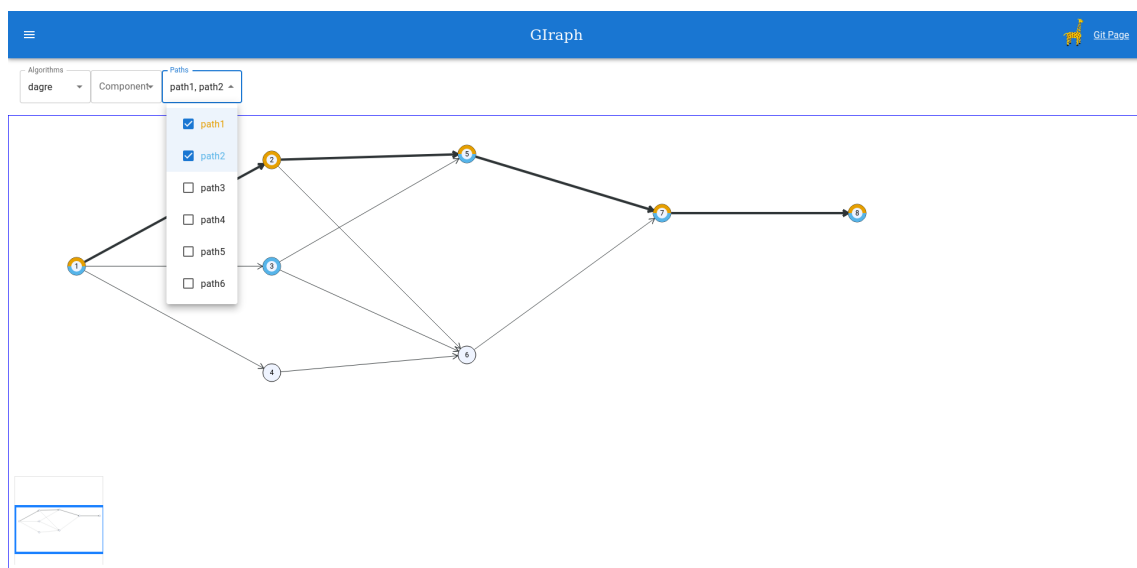 GIraph
Git Page
Algorithms
Paths
dagre
Component
path1, path2
path1
path2
path3
path4
path5
path6
2
5
7
8
1
3
6
4